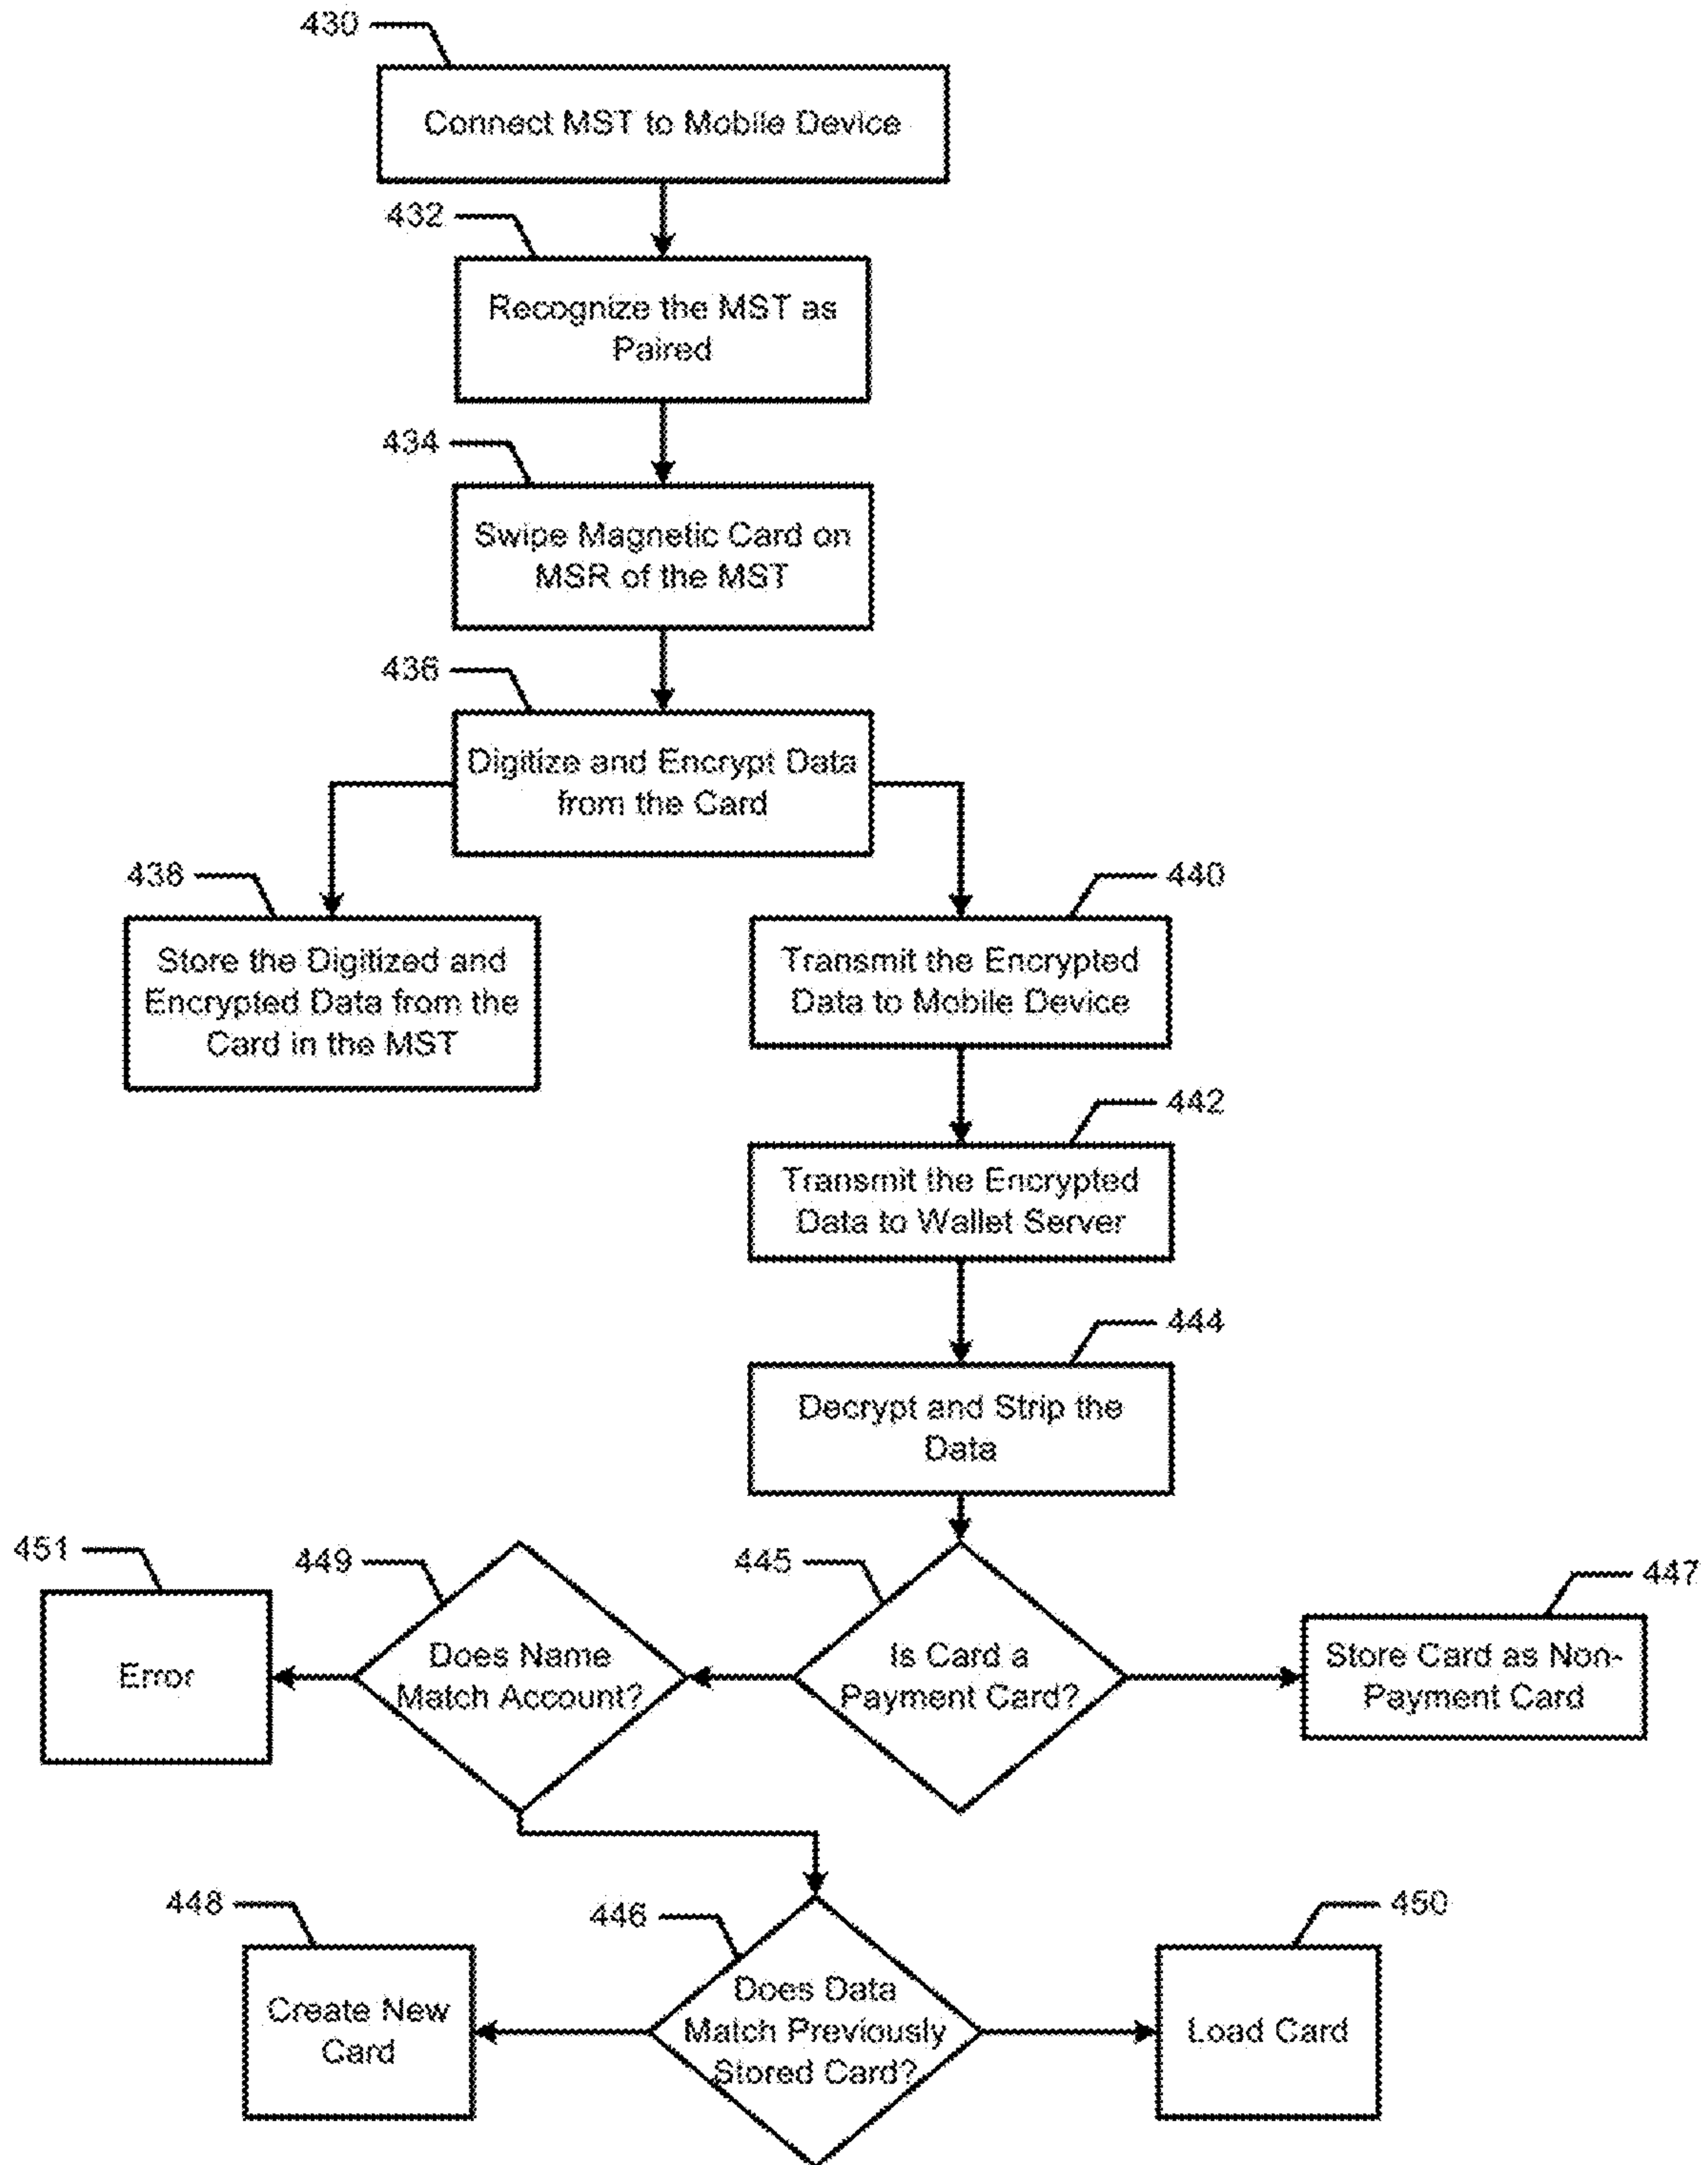 430
Connect MST to Mobile Device
432
Recognize the MST as
Paired
434
Swipe Magnetic Card on
MSR of the MST
436
Digitize and Encrypt Data
from the Card
438
Store the Digitized and
Encrypted Data from the
Card in the MST
440
Transmit the Encrypted
Data to Mobile Device
442
Transmit the Encrypted
Data to Wallet Server
444
Decrypt and Strip the
Data
451
Error
449
Does Name
Match Account?
445
Is Card a
Payment Card?
447
Store Card as Non-
Payment Card
448
Create New
Card
446
Does Data
Match Previously
Stored Card?
450
Load Card